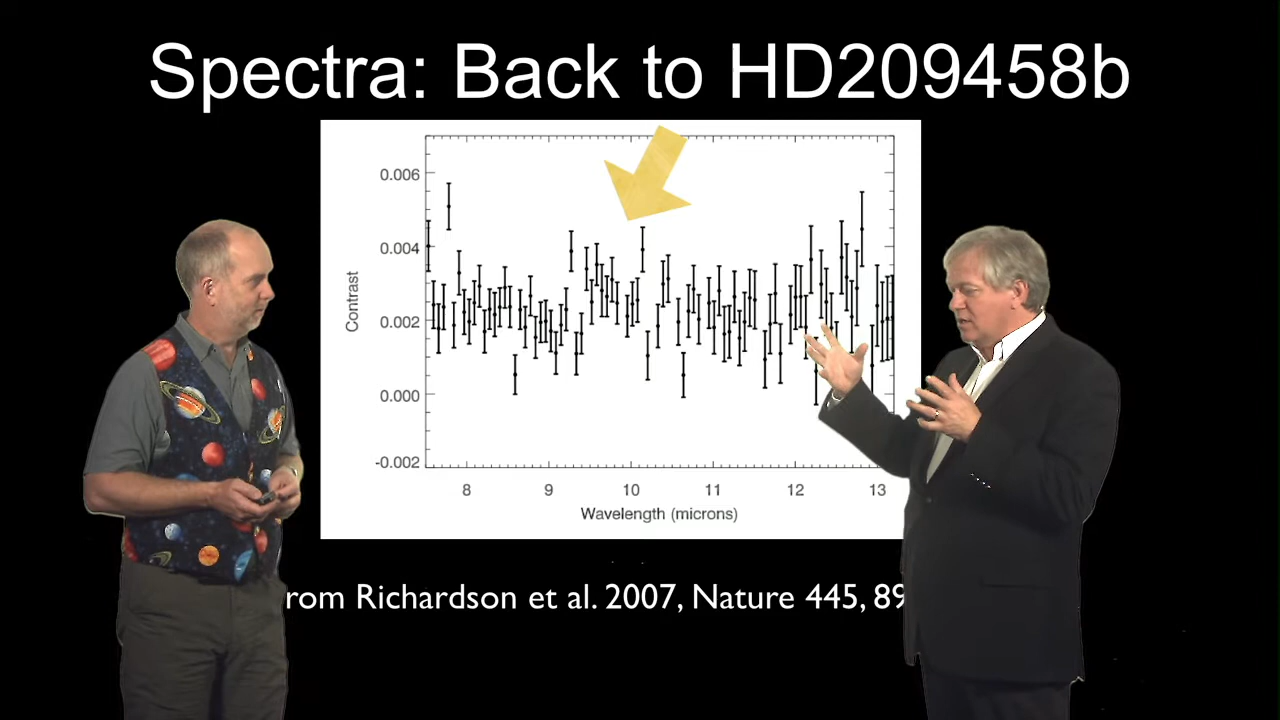 Spectra: Back to HD209458b
0.006
0.004
0.002
0.000
-0.002
Contrast
8 9 10 11 12 13
Wavelength (microns)
rom Richardson et al. 2007, Nature 445, 89